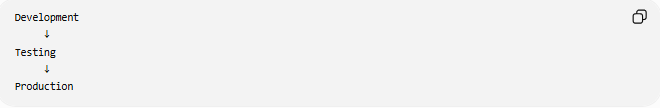 Development
↓
Testing
↓
Production